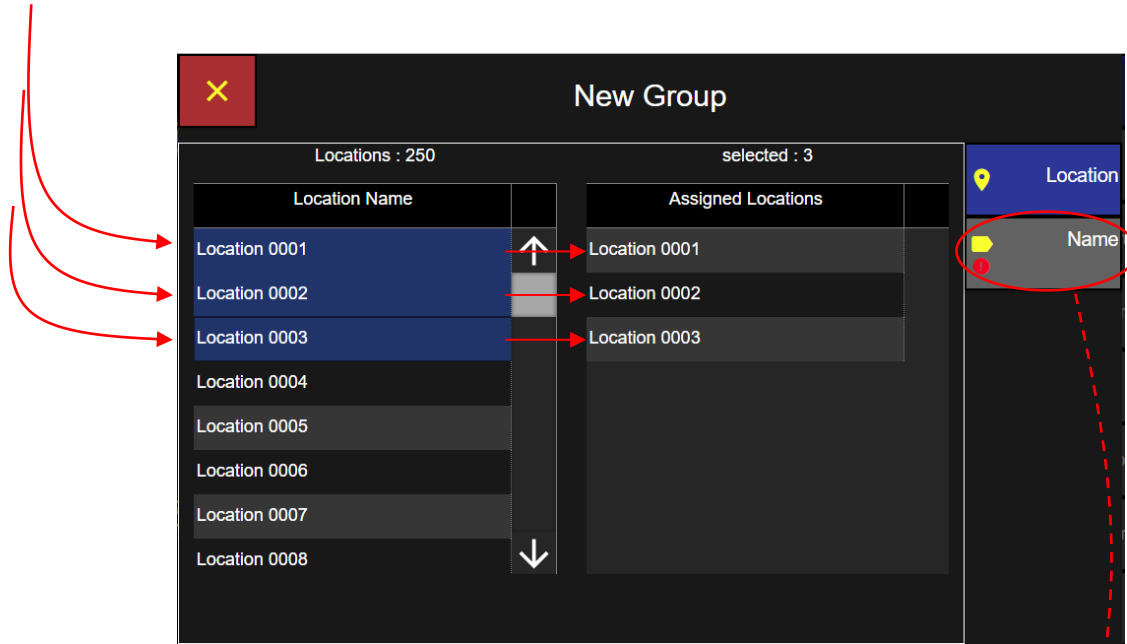 New Group
Locations : 250
selected : 3
Location Name
Assigned Locations
Location
Name
Location 0001
Location 0002
Location 0003
Location 0004
Location 0005
Location 0006
Location 0007
Location 0008
Location 0001
Location 0002
Location 0003